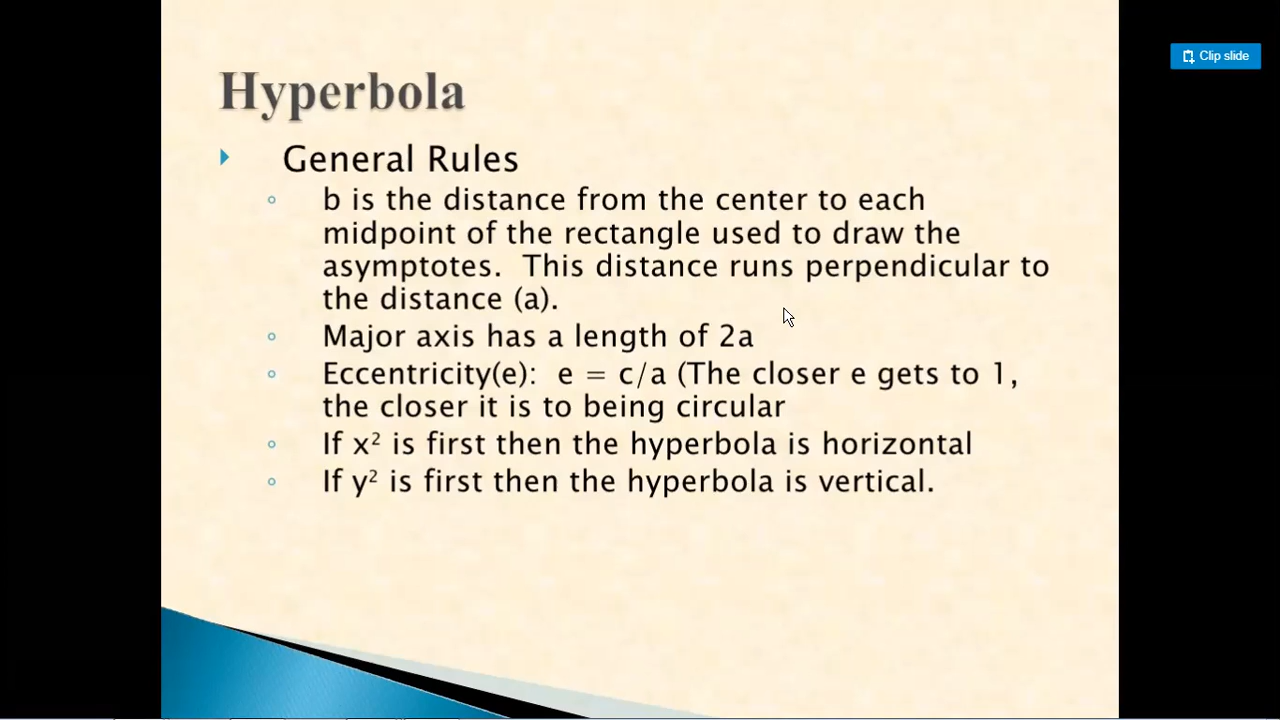 Clip slide
Hyperbola
General Rules
b is the distance from the center to each
midpoint of the rectangle used to draw the
asymptotes. This distance runs perpendicular to
the distance (a).
Major axis has a length of 2a
Eccentricity(e): e = c/a (The closer e gets to 1,
the closer it is to being circular
If x² is first then the hyperbola is horizontal
If y² is first then the hyperbola is vertical.